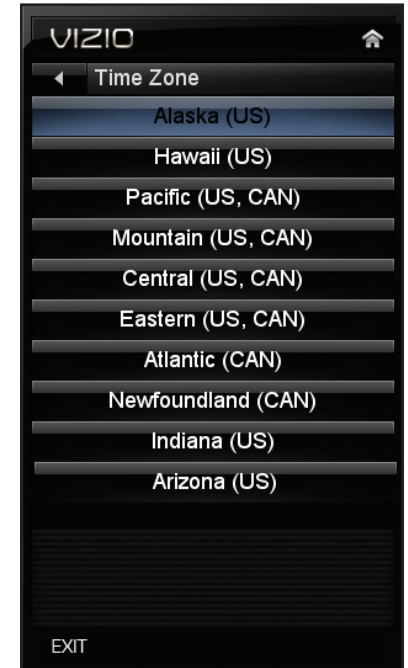 VIZIO
Time Zone
Alaska (US)
Hawaii (US)
Pacific (US, CAN)
Mountain (US, CAN)
Central (US, CAN)
Eastern (US, CAN)
Atlantic (CAN)
Newfoundland (CAN)
Indiana (US)
Arizona (US)
EXIT